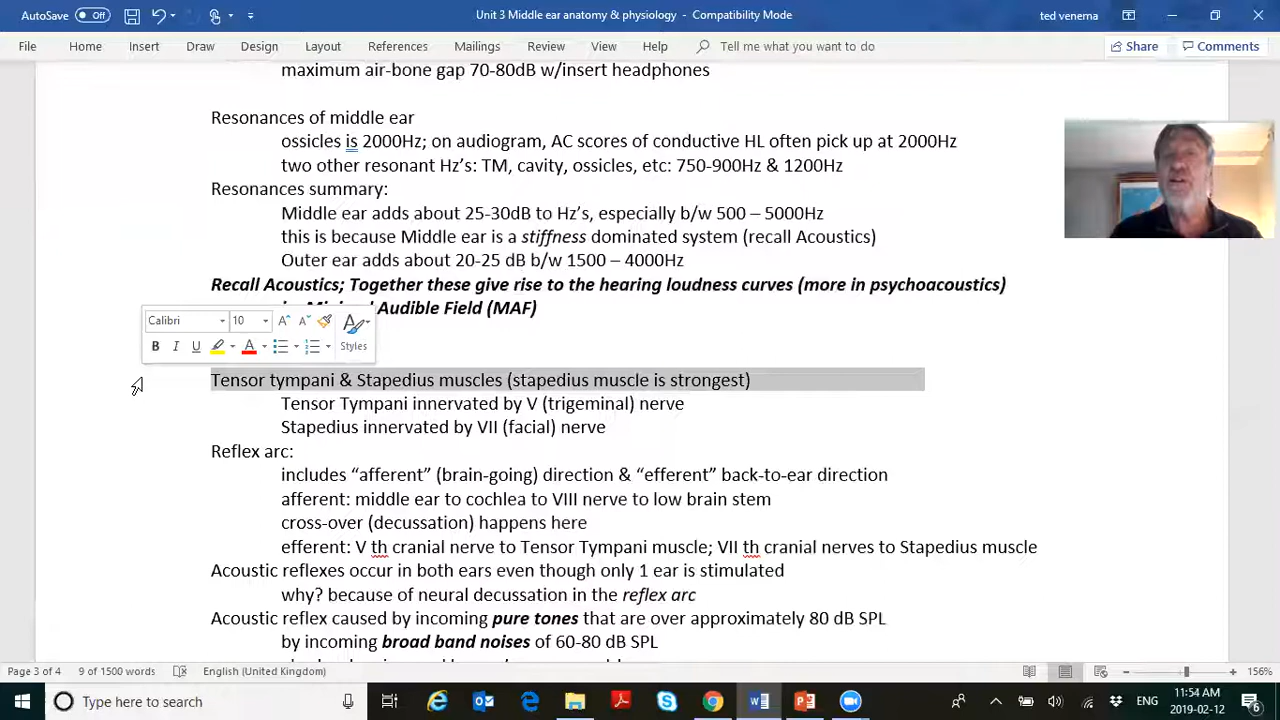 AutoSave Off Unit 3 Middle ear anatomy & physiology - Compatibility Mode ted venema
File Home Insert Draw Design Layout References Mailings Review View Help Tell me what you want to do Share Comments
maximum air-bone gap 70-80dB w/insert headphones
Resonances of middle ear
ossicles is 2000Hz; on audiogram, AC scores of conductive HL often pick up at 2000Hz
two other resonant Hz's: TM, cavity, ossicles, etc: 750-900Hz & 1200Hz
Resonances summary:
Middle ear adds about 25-30dB to Hz's, especially b/w 500 – 5000Hz
this is because Middle ear is a stiffness dominated system (recall Acoustics)
Outer ear adds about 20-25 dB b/w 1500 – 4000Hz
Recall Acoustics; Together these give rise to the hearing loudness curves (more in psychoacoustics)
Audible Field (MAF)
Calibri 10 A A A
B I U A Styles
Tensor tympani & Stapedius muscles (stapedius muscle is strongest)
Tensor Tympani innervated by V (trigeminal) nerve
Stapedius innervated by VII (facial) nerve
Reflex arc:
includes “afferent” (brain-going) direction & “efferent” back-to-ear direction
afferent: middle ear to cochlea to VIII nerve to low brain stem
cross-over (decussation) happens here
efferent: V th cranial nerve to Tensor Tympani muscle; VII th cranial nerves to Stapedius muscle
Acoustic reflexes occur in both ears even though only 1 ear is stimulated
why? because of neural decussation in the reflex arc
Acoustic reflex caused by incoming pure tones that are over approximately 80 dB SPL
by incoming broad band noises of 60-80 dB SPL
Page 3 of 4 9 of 1500 words English (United Kingdom) 156%
Type here to search ENG 11:54 AM
2019-02-12 6